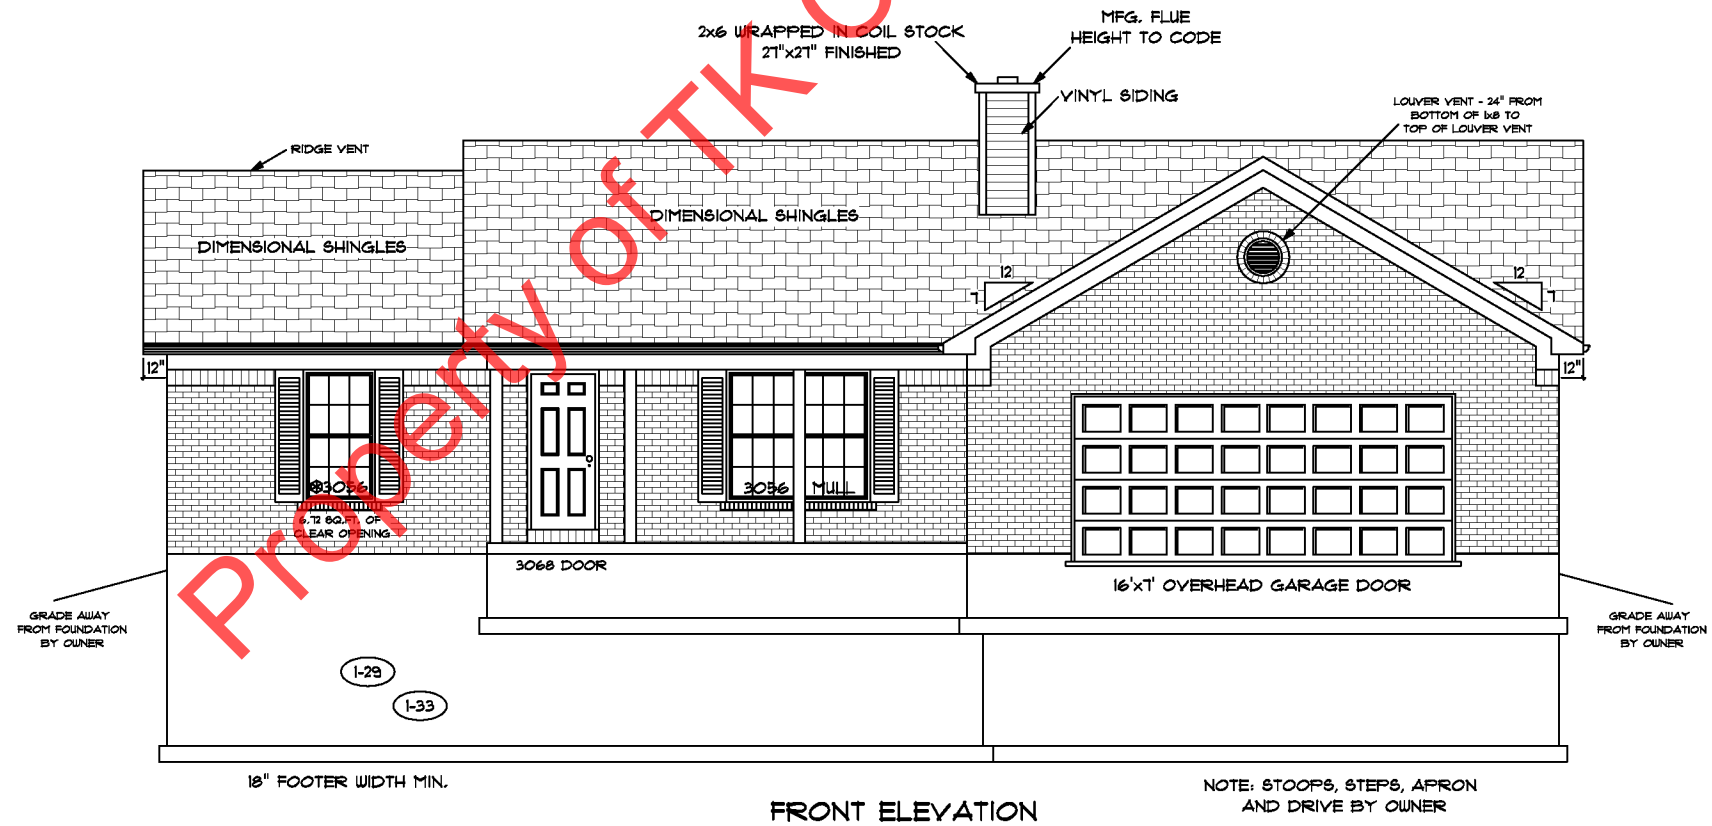 2x6 WRAPPED IN COIL STOCK
27"x27" FINISHED
MFG. FLUE
HEIGHT TO CODE
VINYL SIDING
LOUVER VENT - 24" FROM
BOTTOM OF 1x8 TO
TOP OF LOUVER VENT
RIDGE VENT
DIMENSIONAL SHINGLES
DIMENSIONAL SHINGLES
12
7
12
7
12"
12"
3056
6.72 SQ.FT. OF
CLEAR OPENING
3056 MULL
3068 DOOR
16'x7' OVERHEAD GARAGE DOOR
GRADE AWAY
FROM FOUNDATION
BY OWNER
GRADE AWAY
FROM FOUNDATION
BY OWNER
1-29
1-33
18" FOOTER WIDTH MIN.
NOTE: STOOPS, STEPS, APRON
AND DRIVE BY OWNER
FRONT ELEVATION
Property of TK